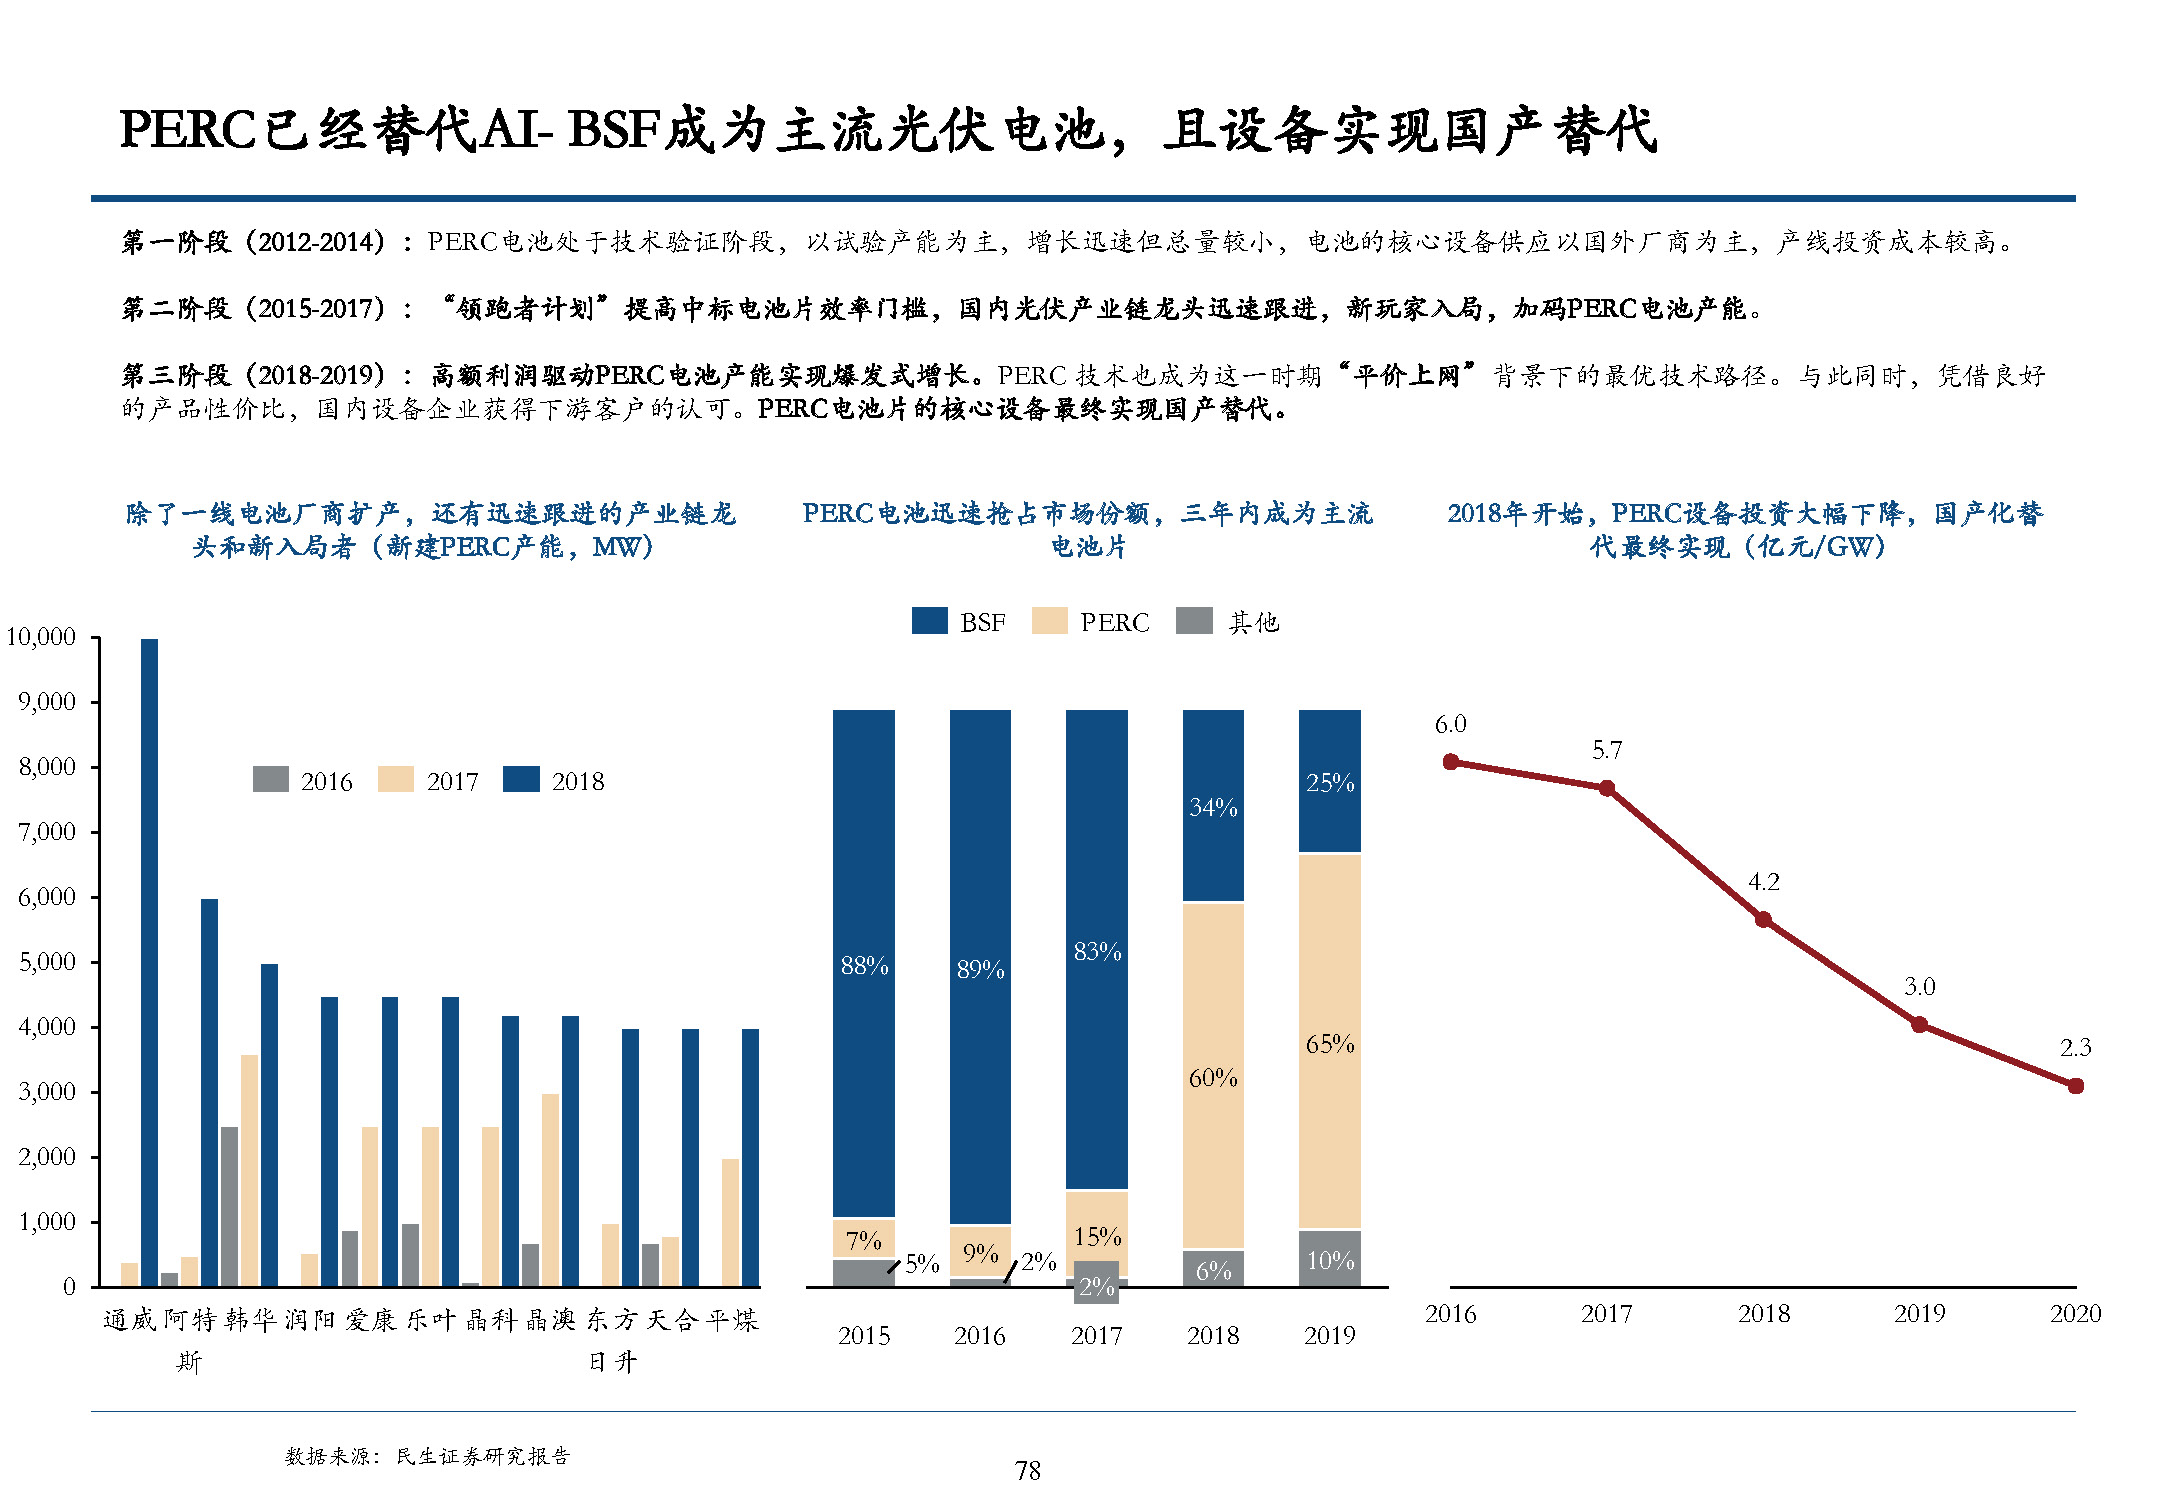 PERC已经替代AI- BSF成为主流光伏电池，且设备实现国产替代
第一阶段（2012-2014）：PERC电池处于技术验证阶段，以试验产能为主，增长迅速但总量较小，电池的核心设备供应以国外厂商为主，产线投资成本较高。
第二阶段（2015-2017）：“领跑者计划”提高中标电池片效率门槛，国内光伏产业链龙头迅速跟进，新玩家入局，加码PERC电池产能。
第三阶段（2018-2019）：高额利润驱动PERC电池产能实现爆发式增长。PERC 技术也成为这一时期“平价上网”背景下的最优技术路径。与此同时，凭借良好
的产品性价比，国内设备企业获得下游客户的认可。PERC电池片的核心设备最终实现国产替代。
除了一线电池厂商扩产，还有迅速跟进的产业链龙
头和新入局者（新建PERC产能，MW）
10,000
9,000
8,000
7,000
6,000
5,000
4,000
3,000
2,000
1,000
0
2016 2017 2018
通威 阿特 韩华 润阳 爱康 乐叶 晶科 晶澳 东方 天合 平煤
斯 日升
PERC电池迅速抢占市场份额，三年内成为主流
电池片
BSF PERC 其他
88% 89% 83% 34% 25%
7% 9% 15% 60% 65%
5% 2% 2% 6% 10%
2015 2016 2017 2018 2019
2018年开始，PERC设备投资大幅下降，国产化替
代最终实现（亿元/GW）
6.0
5.7
4.2
3.0
2.3
2016 2017 2018 2019 2020
数据来源：民生证券研究报告
78